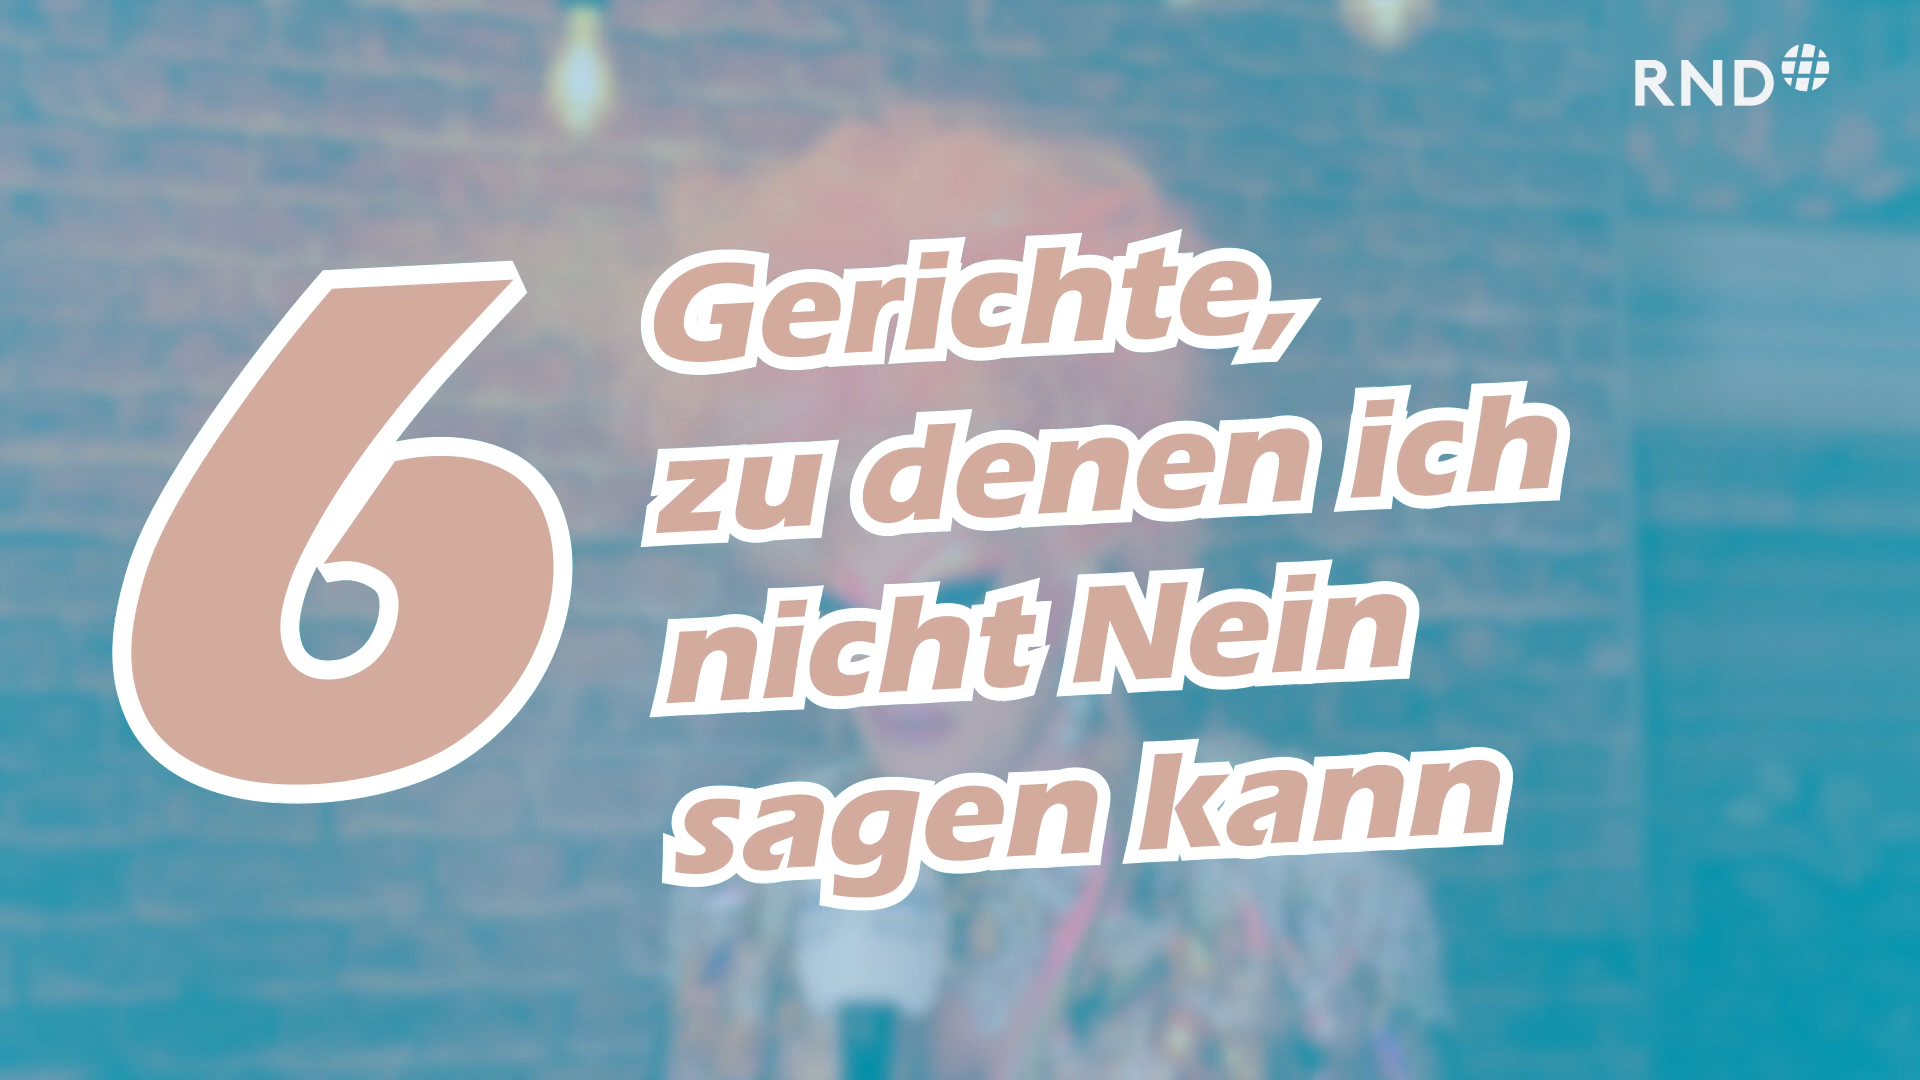 RND
6
Gerichte,
zu denen ich
nicht Nein
sagen kann